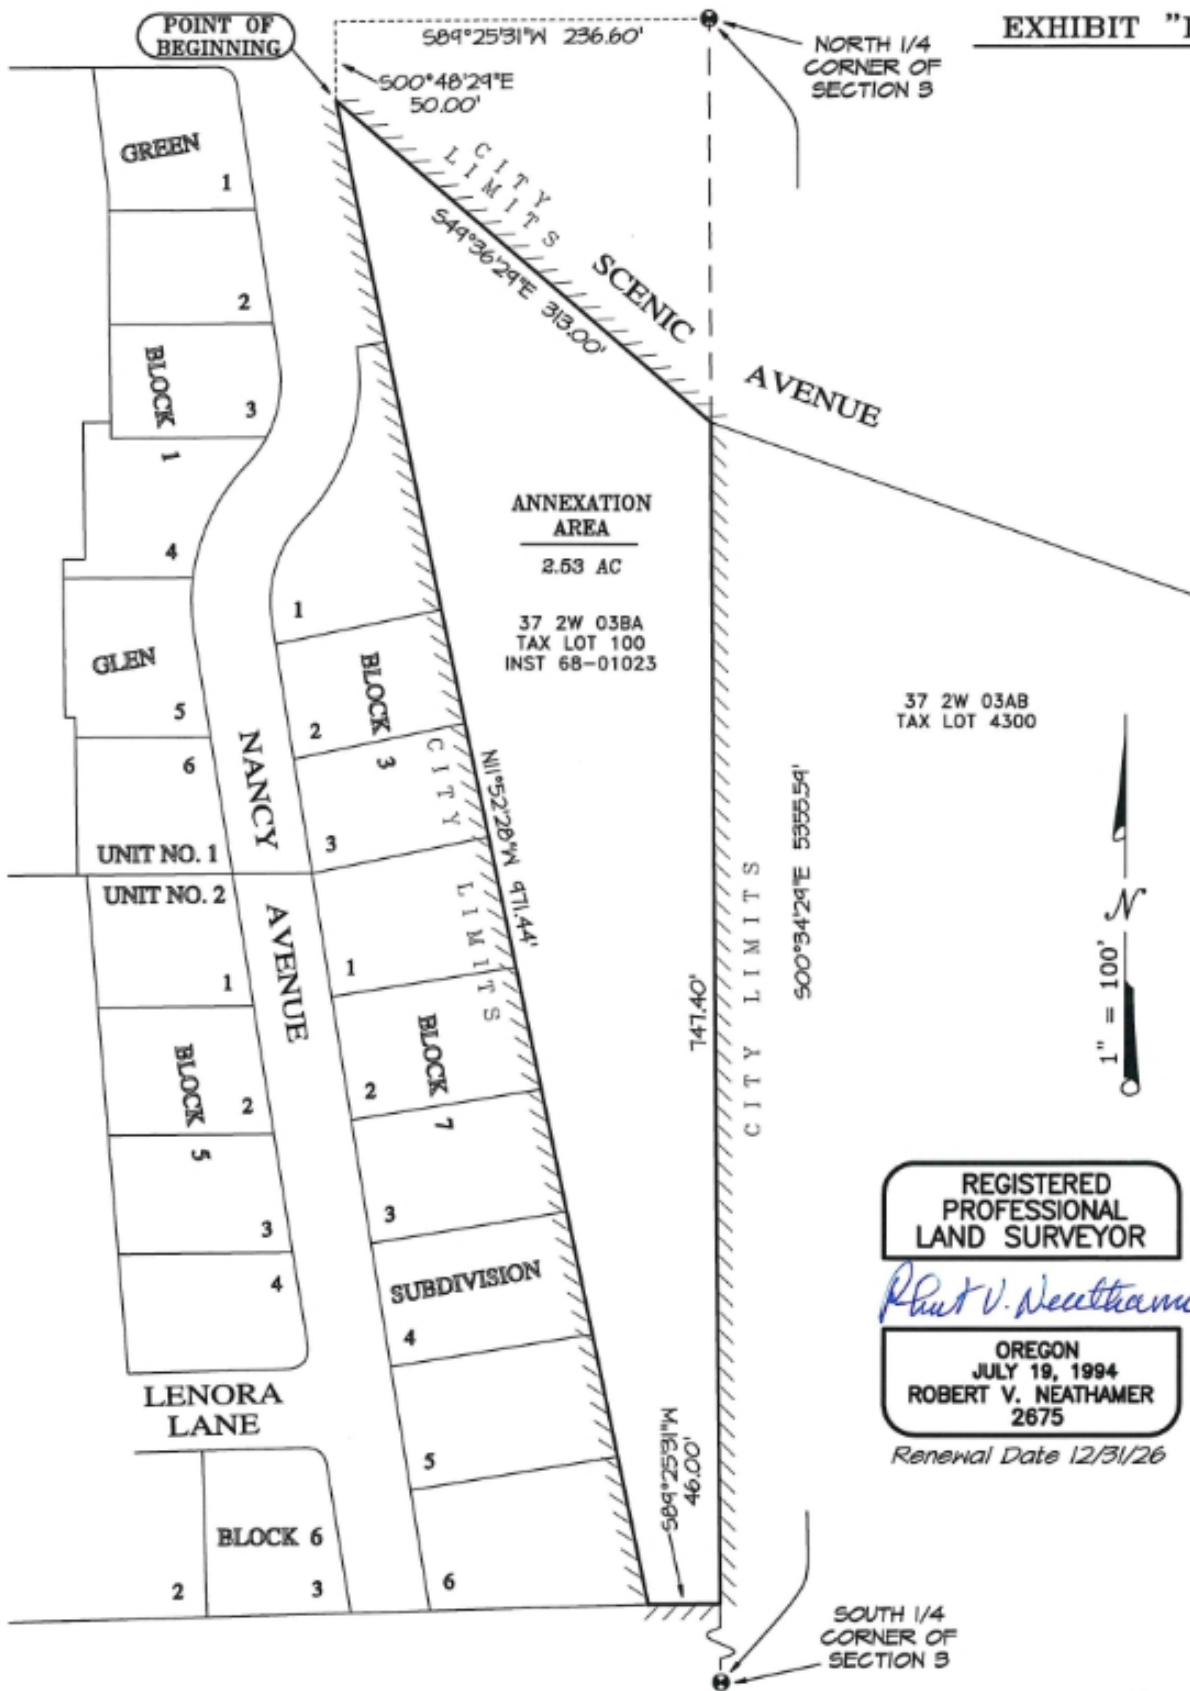 EXHIBIT "
POINT OF
BEGINNING
S89°25'31"W 236.60'
NORTH 1/4
CORNER OF
SECTION 3
S00°48'29"E
50.00'
GREEN
1
CITY
LIMITS
S49°36'29"E 313.00'
SCENIC
AVENUE
2
BLOCK
1
3
4
ANNEXATION
AREA
2.53 AC
37 2W 03BA
TAX LOT 100
INST 68-01023
1
GLEN
5
BLOCK
3
2
37 2W 03AB
TAX LOT 4300
6
NANCY
AVENUE
3
CITY LIMITS
N11°52'28"W 971.44'
UNIT NO. 1
UNIT NO. 2
1
1
747.40'
CITY LIMITS
S00°34'29"E 5355.59'
N
1" = 100'
BLOCK
5
2
BLOCK
7
2
3
3
4
SUBDIVISION
4
REGISTERED
PROFESSIONAL
LAND SURVEYOR
OREGON
JULY 19, 1994
ROBERT V. NEATHAMER
2675
Renewal Date 12/31/26
LENORA
LANE
S89°25'31"W
46.00'
5
BLOCK 6
2
3
6
SOUTH 1/4
CORNER OF
SECTION 3